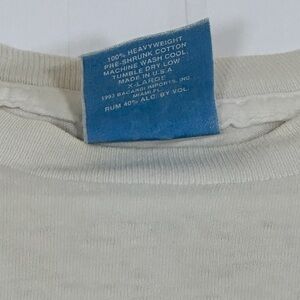 100% HEAVYWEIGHT
PRE-SHRUNK COTTON
MACHINE WASH COOL
TUMBLE DRY LOW
MADE IN U.S.A
X-LARGE
1993 BACARDI IMPORTS, INC.
MIAMI, FL.
RUM 40% ALC. BY VOL.